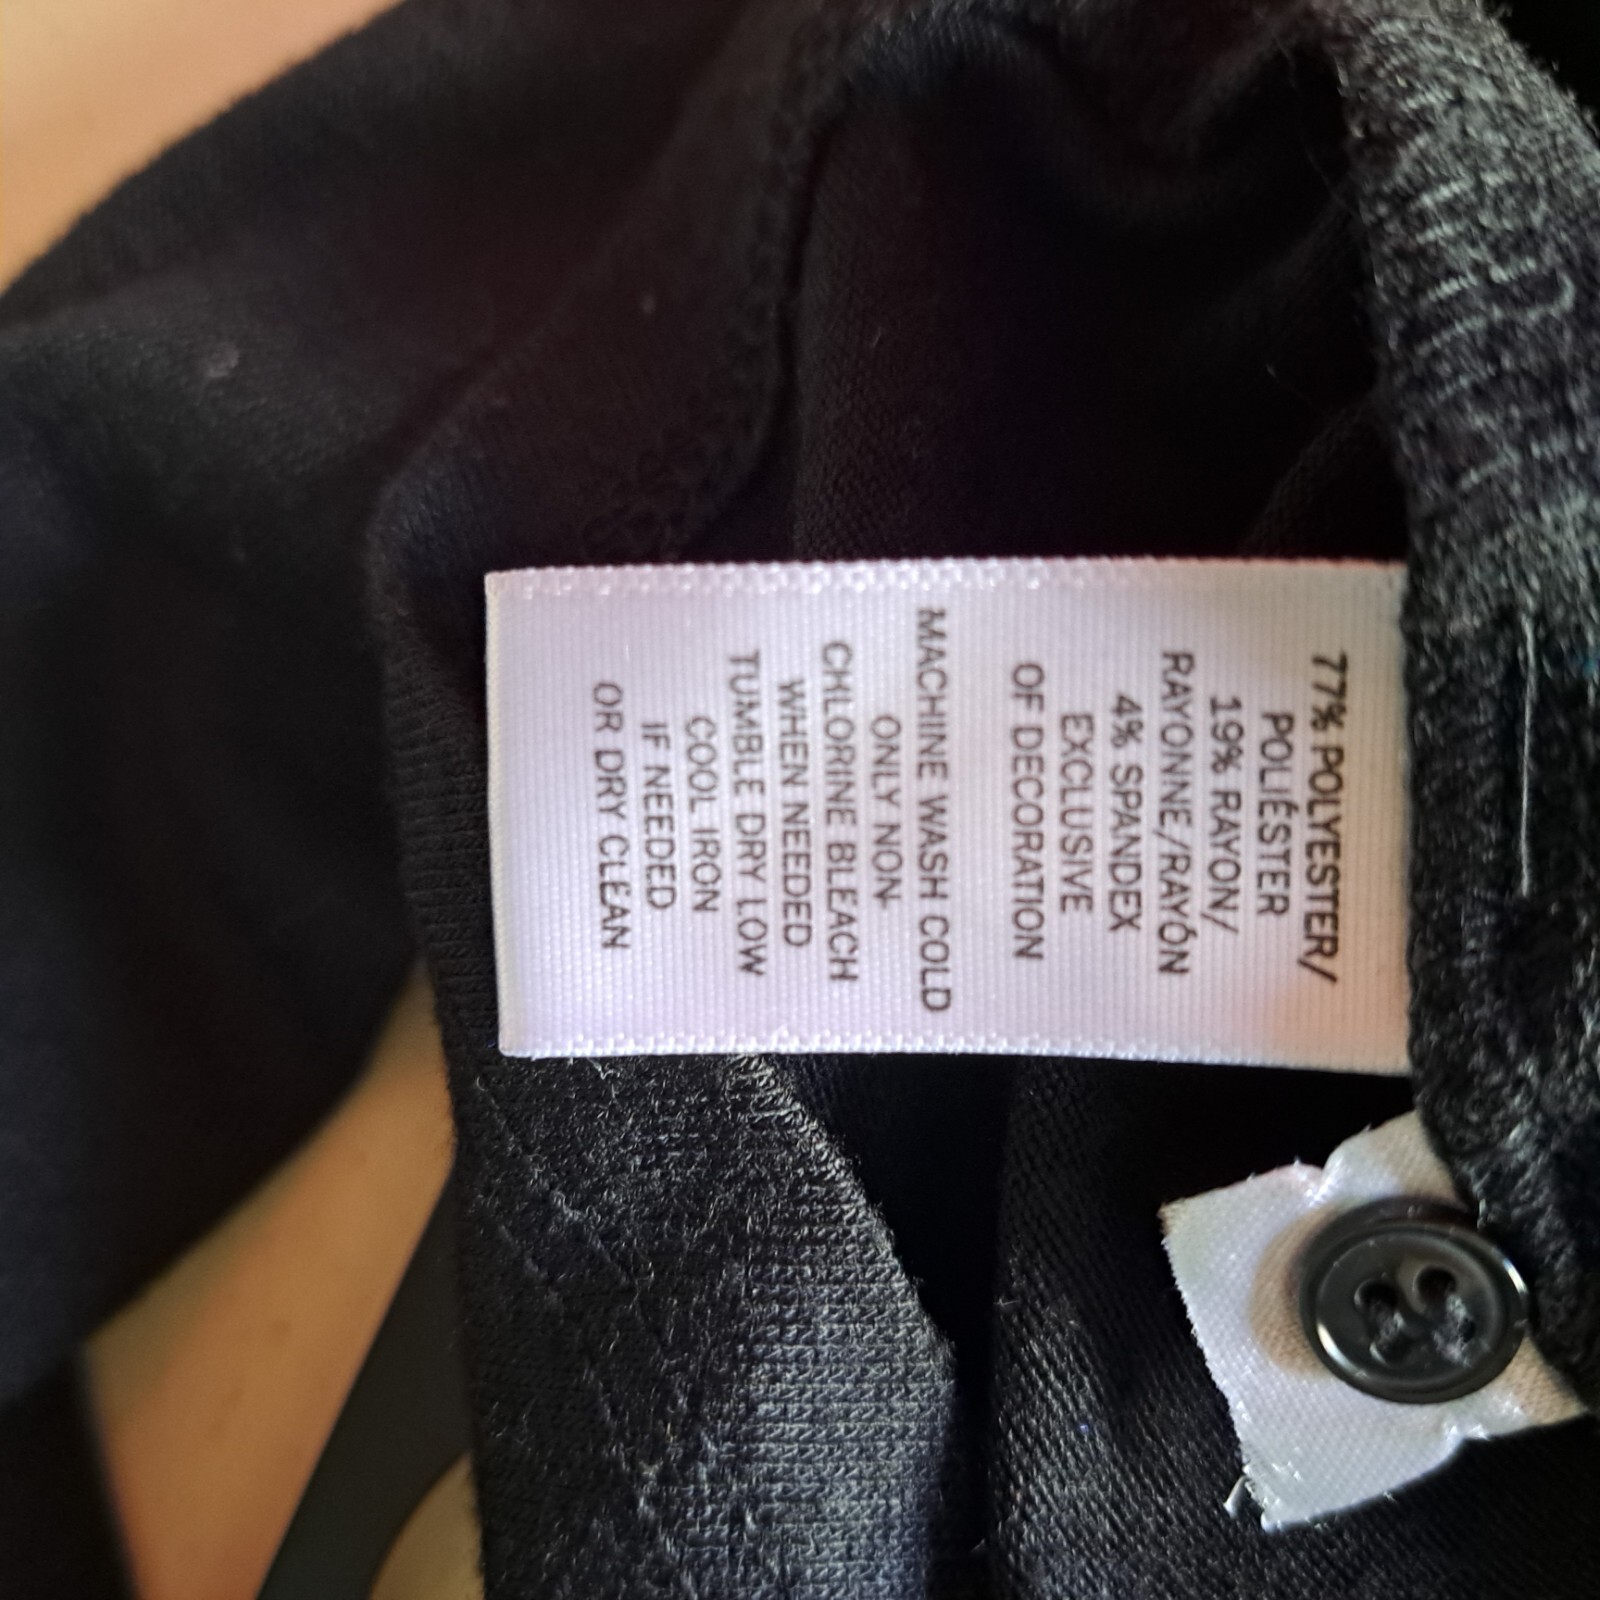 77% POLYESTER/
POLIÉSTER
19% RAYON/
RAYONNE/RAYÓN
4% SPANDEX
EXCLUSIVE
OF DECORATION
MACHINE WASH COLD
ONLY NON-
CHLORINE BLEACH
WHEN NEEDED
TUMBLE DRY LOW
COOL IRON
IF NEEDED
OR DRY CLEAN